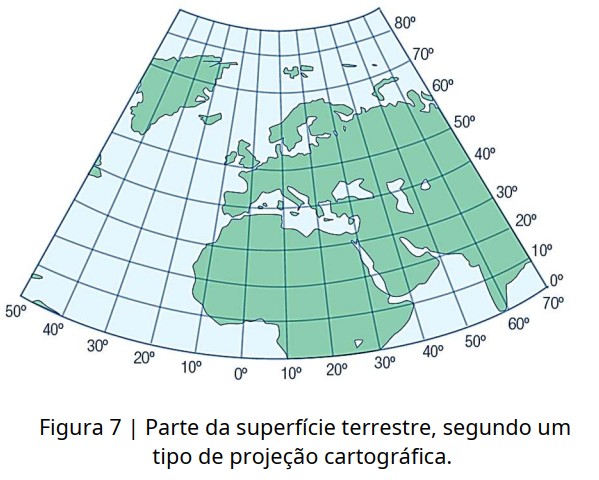 80º
70º
60º
50º
40º
30º
20º
10º
0º
70º
60º
50º
40º
30º
20º
10º
0º
10º
20º
30º
40º
50º
Figura 7 | Parte da superfície terrestre, segundo um
tipo de projeção cartográfica.